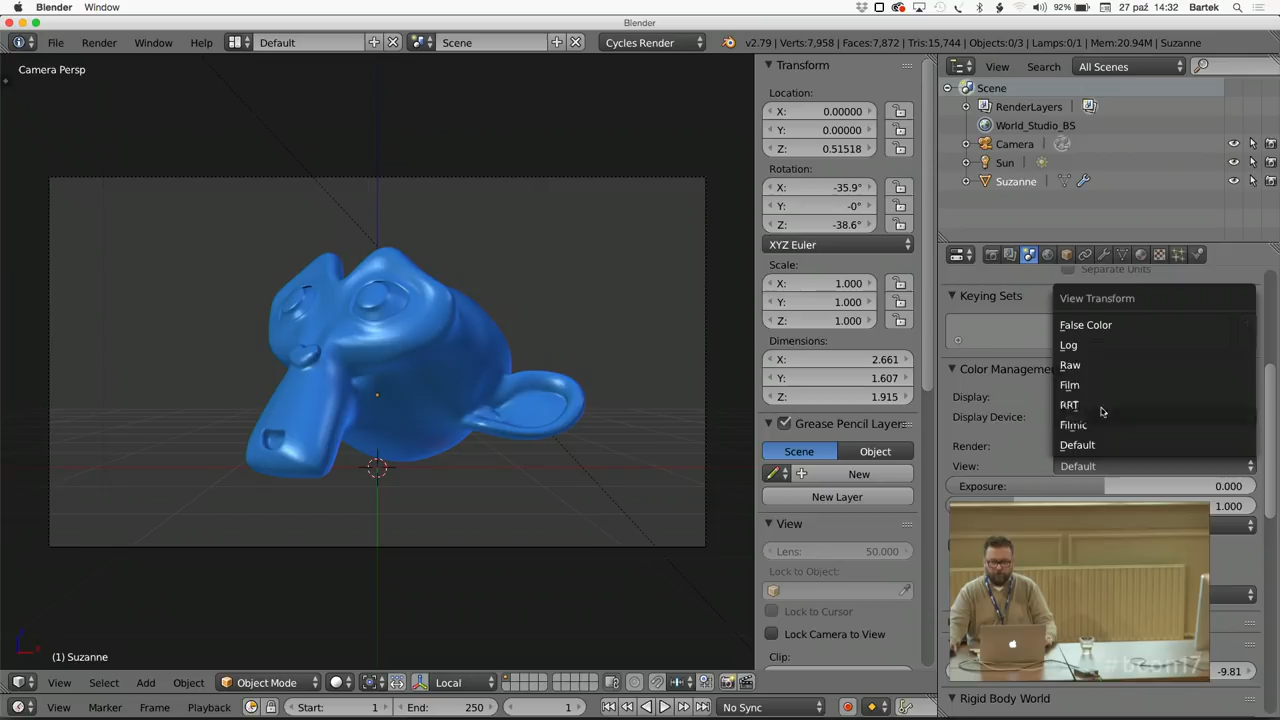 Blender Window 92% 27 paź 14:32 Bartek
Blender
File Render Window Help Default Scene Cycles Render v2.79 | Verts:7,958 | Faces:7,872 | Tris:15,744 | Objects:0/3 | Lamps:0/1 | Mem:20.94M | Suzanne
Camera Persp
(1) Suzanne
View Select Add Object Object Mode Local
View Marker Frame Playback Start: 1 End: 250 1 No Sync
Transform
Location:
X: 0.00000
Y: 0.00000
Z: 0.51518
Rotation:
X: -35.9°
Y: -0°
Z: -38.6°
XYZ Euler
Scale:
X: 1.000
Y: 1.000
Z: 1.000
Dimensions:
X: 2.661
Y: 1.607
Z: 1.915
Grease Pencil Layer
Scene Object
New
New Layer
View
Lens: 50.000
Lock to Object:
Lock to Cursor
Lock Camera to View
Clip:
View Search All Scenes
Scene
RenderLayers
World_Studio_BS
Camera
Sun
Suzanne
Separate Units
Keying Sets
Color Manageme
Display:
Display Device:
Render:
View: Default
View Transform
False Color
Log
Raw
Film
RRT
Filmic
Default
Exposure: 0.000
1.000
#bcon17
-9.81
Rigid Body World